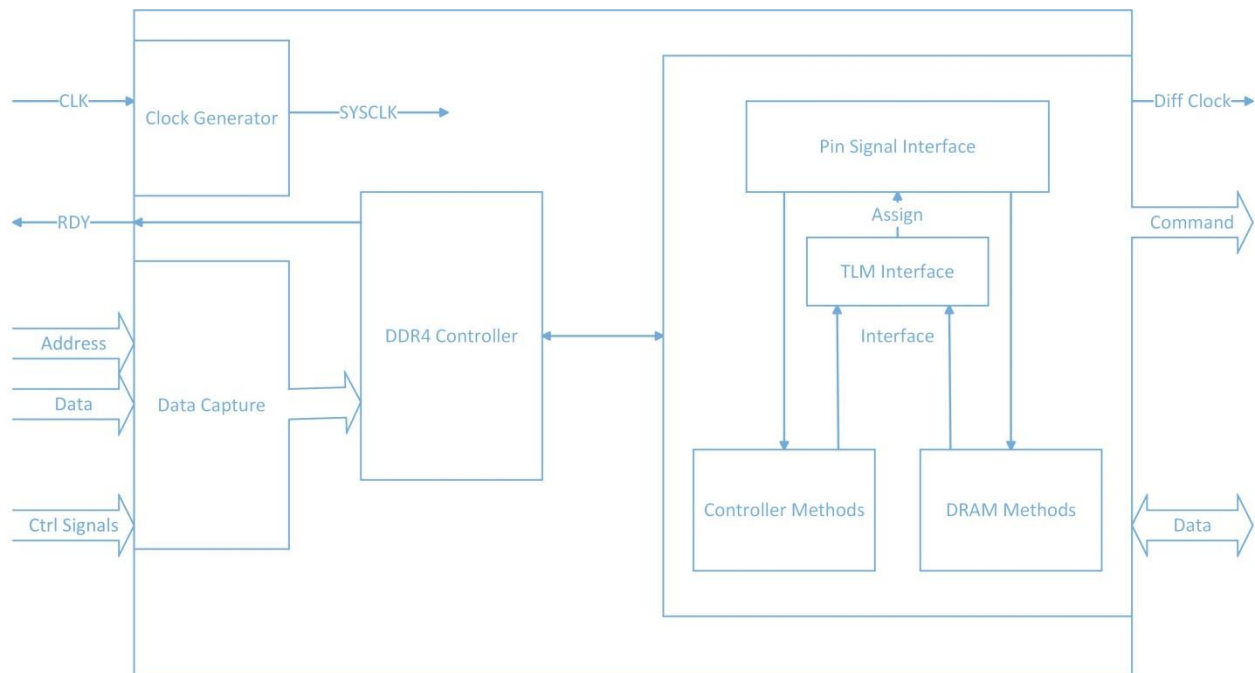 CLK
Clock Generator
SYSCLK
Diff Clock
Pin Signal Interface
RDY
Assign
Command
TLM Interface
Address
DDR4 Controller
Interface
Data
Data Capture
Ctrl Signals
Controller Methods
DRAM Methods
Data